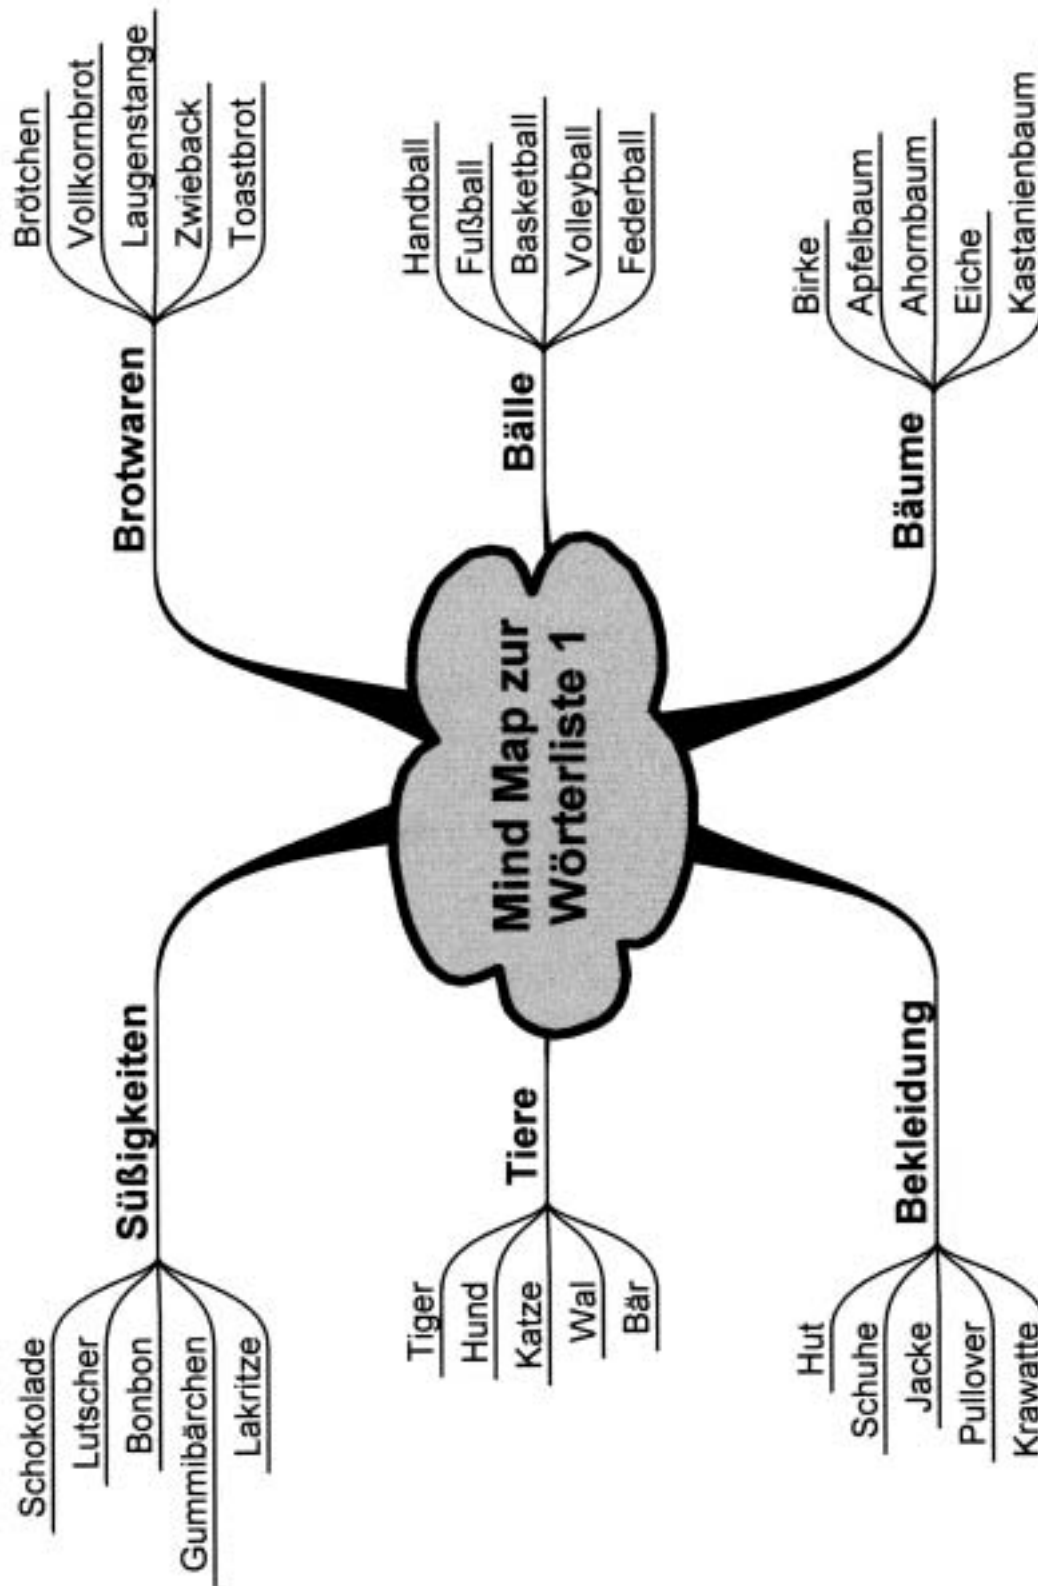 Mind Map zur
Wörterliste 1
Süßigkeiten
Schokolade
Lutscher
Bonbon
Gummibärchen
Lakritze
Tiere
Tiger
Hund
Katze
Wal
Bär
Bekleidung
Hut
Schuhe
Jacke
Pullover
Krawatte
Brotwaren
Brötchen
Vollkornbrot
Laugenstange
Zwieback
Toastbrot
Bälle
Handball
Fußball
Basketball
Volleyball
Federball
Bäume
Birke
Apfelbaum
Ahornbaum
Eiche
Kastanienbaum